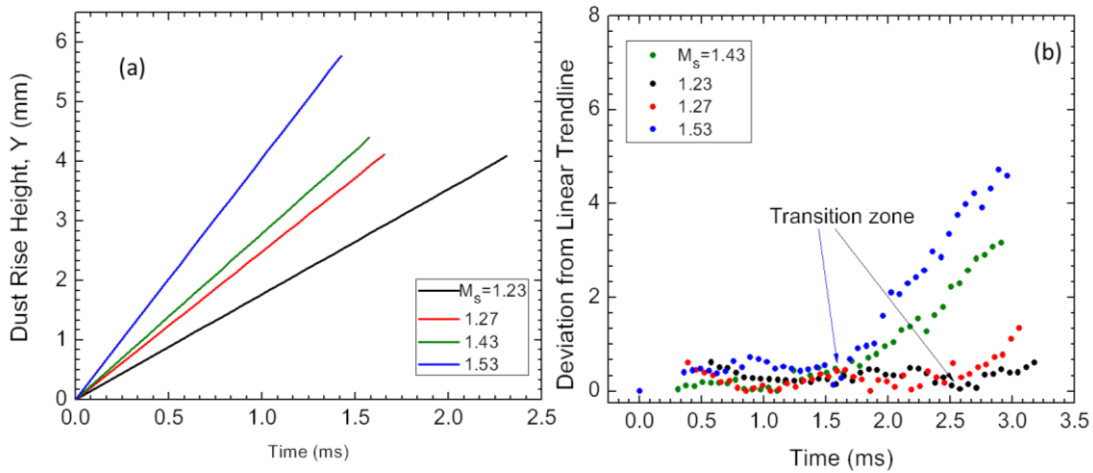 (a)
Dust Rise Height, Y (mm)
6
5
4
3
2
1
0
0.0 0.5 1.0 1.5 2.0 2.5
Time (ms)
Ms=1.23
1.27
1.43
1.53
(b)
Deviation from Linear Trendline
8
6
4
2
0
0.0 0.5 1.0 1.5 2.0 2.5 3.0 3.5
Time (ms)
Ms=1.43
1.23
1.27
1.53
Transition zone